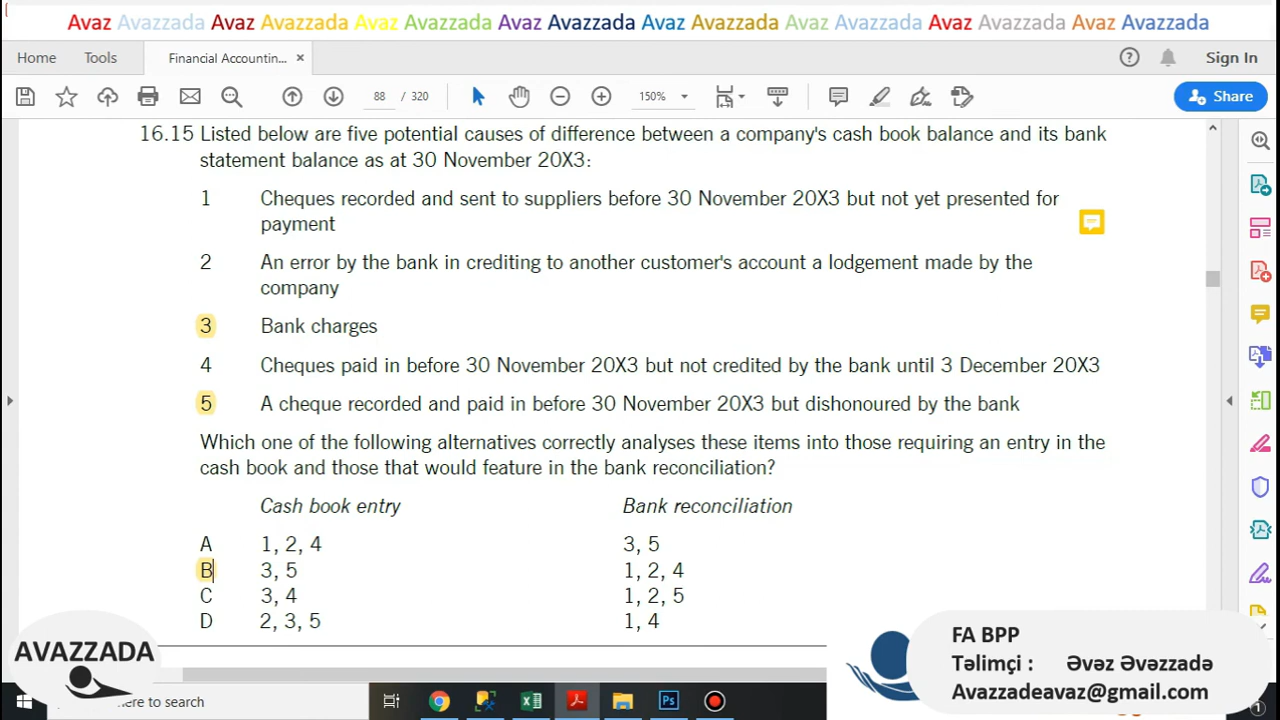 Avaz Avazzada Avaz Avazzada Avaz Avazzada Avaz Avazzada Avaz Avazzada Avaz Avazzada Avaz Avazzada Avaz Avazzada
Home Tools Financial Accountin... × Sign In
88 / 320 150% Share
16.15 Listed below are five potential causes of difference between a company's cash book balance and its bank
statement balance as at 30 November 20X3:
1 Cheques recorded and sent to suppliers before 30 November 20X3 but not yet presented for
payment
2 An error by the bank in crediting to another customer's account a lodgement made by the
company
3 Bank charges
4 Cheques paid in before 30 November 20X3 but not credited by the bank until 3 December 20X3
5 A cheque recorded and paid in before 30 November 20X3 but dishonoured by the bank
Which one of the following alternatives correctly analyses these items into those requiring an entry in the
cash book and those that would feature in the bank reconciliation?
Cash book entry Bank reconciliation
A 1, 2, 4 3, 5
B 3, 5 1, 2, 4
C 3, 4 1, 2, 5
D 2, 3, 5 1, 4
AVAZZADA
FA BPP
Təlimçi : Əvəz Əvəzzadə
Avazzadeavaz@gmail.com
here to search